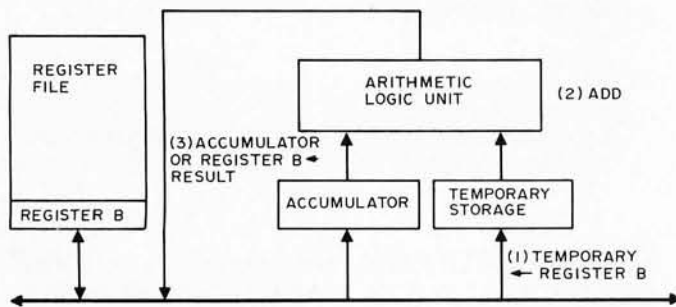 REGISTER
FILE
REGISTER B
ARITHMETIC
LOGIC UNIT
(2) ADD
(3) ACCUMULATOR
OR REGISTER B ←
RESULT
ACCUMULATOR
TEMPORARY
STORAGE
(1) TEMPORARY
← REGISTER B